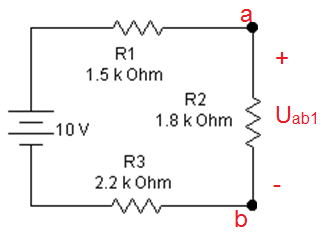 a
R1
1.5 k Ohm
+
R2
1.8 k Ohm
Uab1
10 V
R3
2.2 k Ohm
-
b